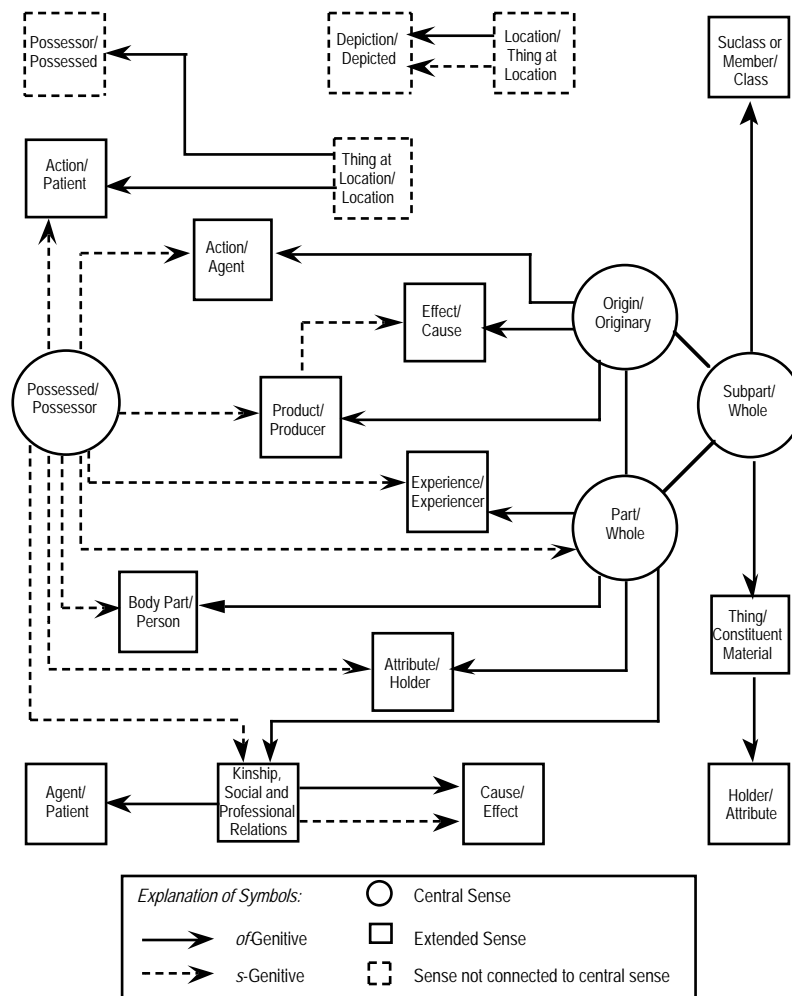 Possessor/
Possessed
Depiction/
Depicted
Location/
Thing at
Location
Suclass or
Member/
Class
Action/
Patient
Thing at
Location/
Location
Action/
Agent
Effect/
Cause
Origin/
Originary
Possessed/
Possessor
Product/
Producer
Subpart/
Whole
Experience/
Experiencer
Part/
Whole
Body Part/
Person
Thing/
Constituent
Material
Attribute/
Holder
Agent/
Patient
Kinship,
Social and
Professional
Relations
Cause/
Effect
Holder/
Attribute
Explanation of Symbols:
Central Sense
of-Genitive
Extended Sense
s-Genitive
Sense not connected to central sense